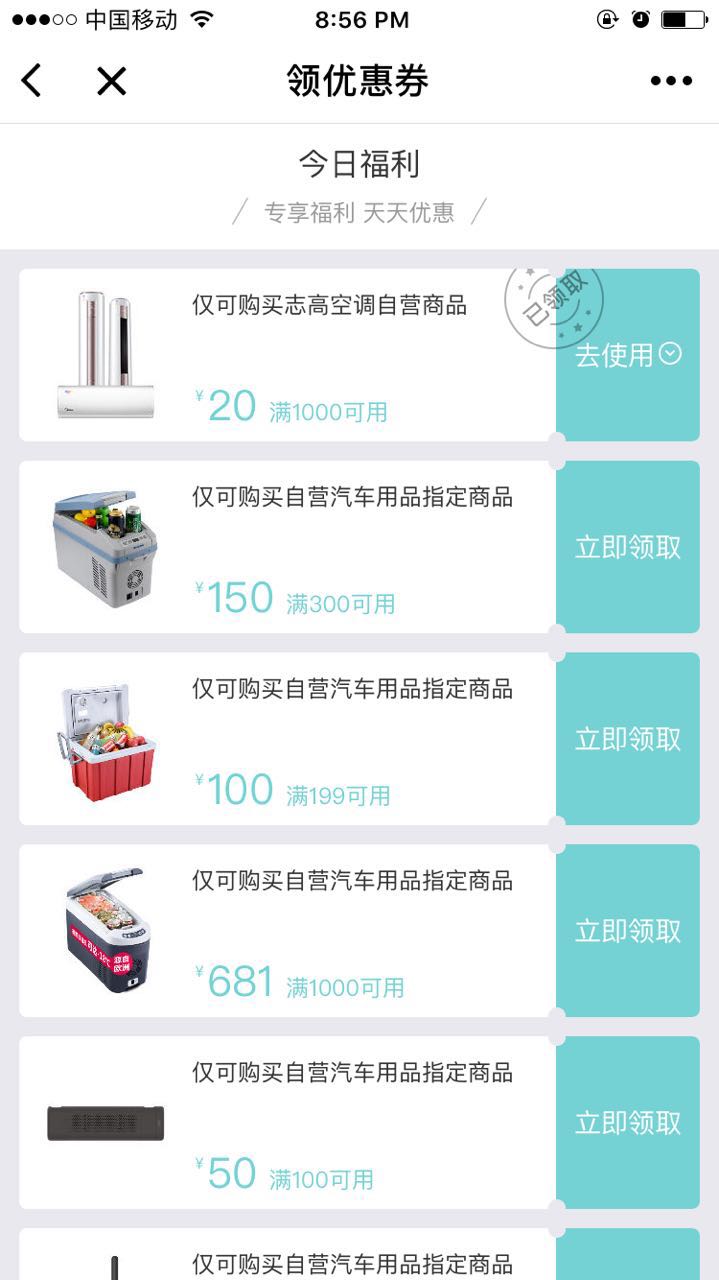 中国移动
8:56 PM
领优惠券
今日福利
专享福利 天天优惠
仅可购买志高空调自营商品
已领取
¥20 满1000可用
去使用
仅可购买自营汽车用品指定商品
¥150 满300可用
立即领取
仅可购买自营汽车用品指定商品
¥100 满199可用
立即领取
仅可购买自营汽车用品指定商品
源自
欧洲
¥681 满1000可用
立即领取
仅可购买自营汽车用品指定商品
¥50 满100可用
立即领取
仅可购买自营汽车用品指定商品